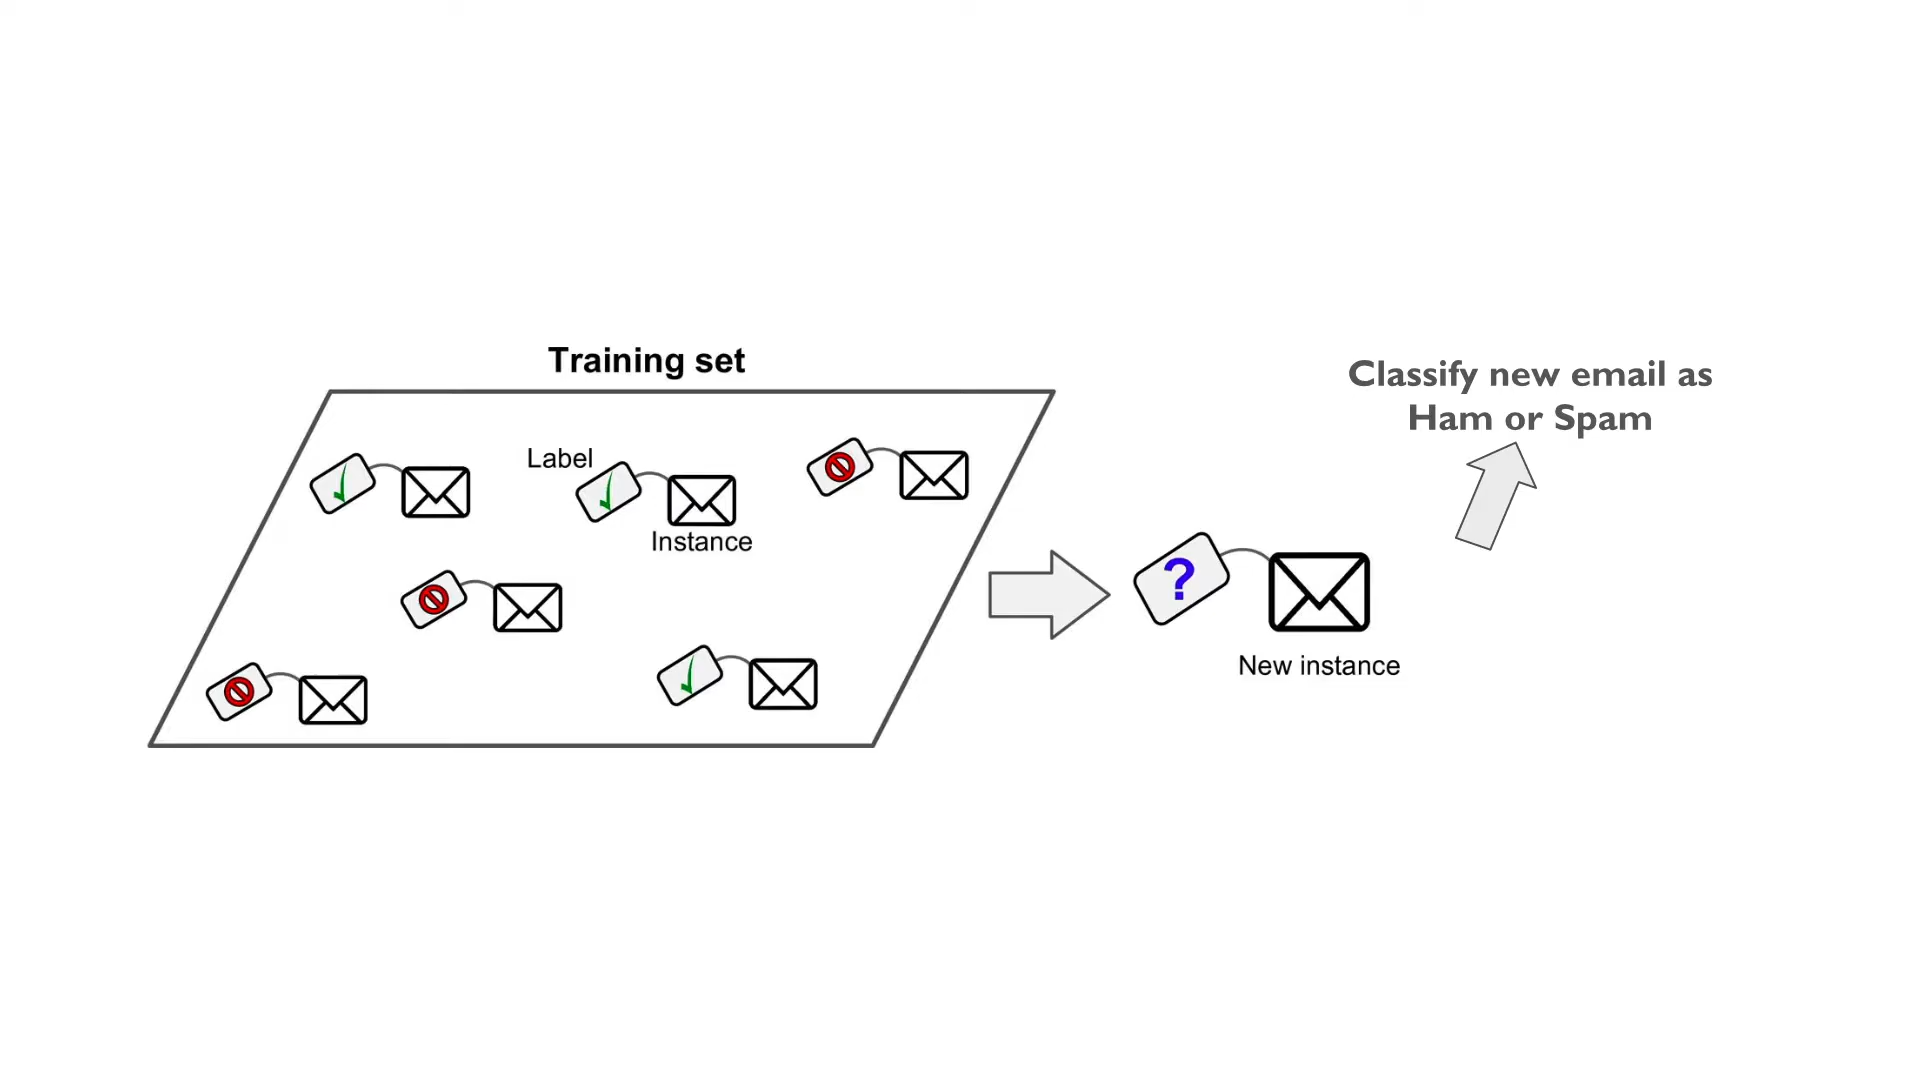 Training set
Classify new email as
Ham or Spam
Label
Instance
?
New instance